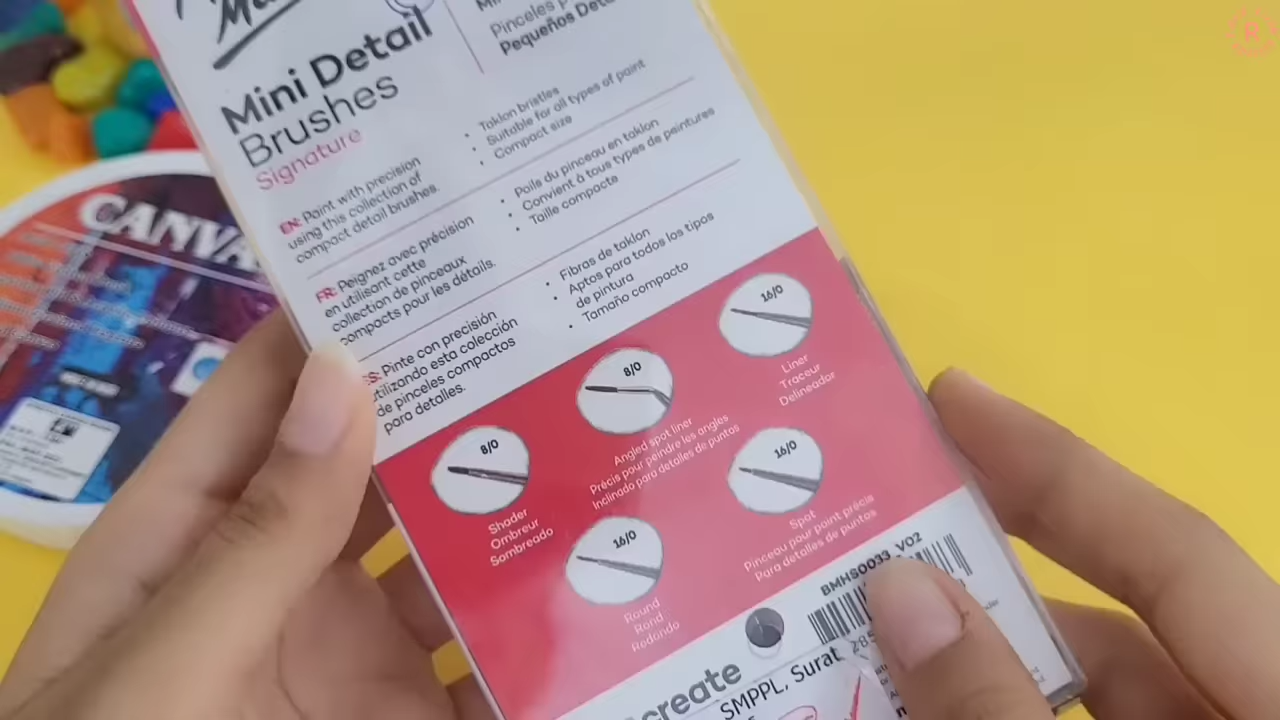 Mini Detail
Brushes
Signature
Pinceles
Pequeños
EN: Paint with precision
using this collection of
compact detail brushes.
• Taklon bristles
• Suitable for all types of paint
• Compact size
FR: Peignez avec précision
en utilisant cette
collection de pinceaux
compacts pour les détails.
• Poils du pinceau en taklon
• Convient à tous types de peintures
• Taille compacte
ES: Pinte con precisión
utilizando esta colección
de pinceles compactos
para detalles.
• Fibras de taklon
• Aptos para todos los tipos
de pintura
• Tamaño compacto
16/0
Liner
Traceur
Delineador
8/0
Angled spot liner
Précis pour peindre les angles
Inclinado para detalles de puntos
8/0
Shader
Ombreur
Sombreado
16/0
Spot
Pinceau pour point précis
Para detalles de puntos
16/0
Round
Rond
Redondo
BMHS0033_V02
create
SMPPL, Surat
CANVA
R